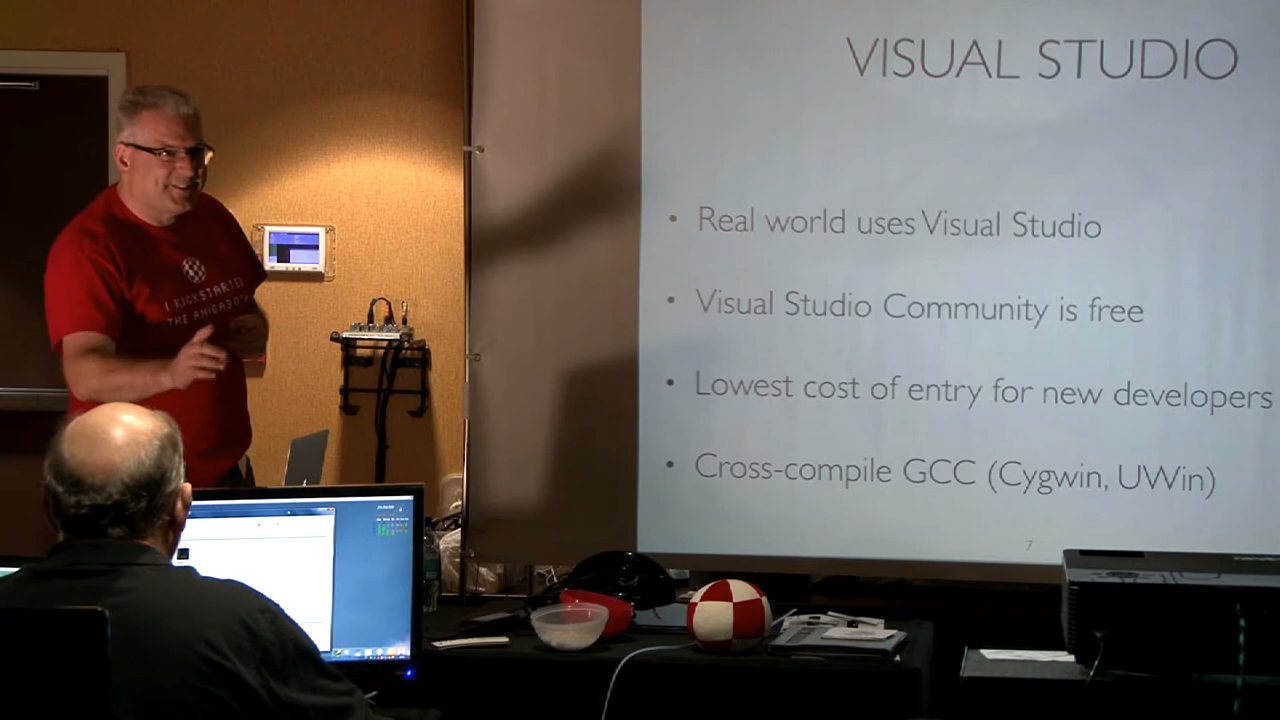 VISUAL STUDIO
• Real world uses Visual Studio
• Visual Studio Community is free
• Lowest cost of entry for new developers
• Cross-compile GCC (Cygwin, UWin)
7
I KICKSTARTED
THE AMIGA30TH